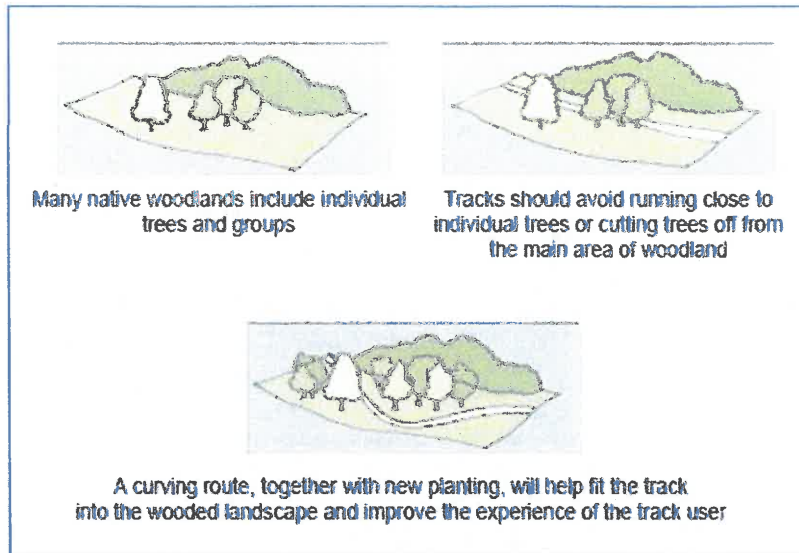 Many native woodlands include individual
trees and groups
Tracks should avoid running close to
individual trees or cutting trees off from
the main area of woodland
A curving route, together with new planting, will help fit the track
into the wooded landscape and improve the experience of the track user